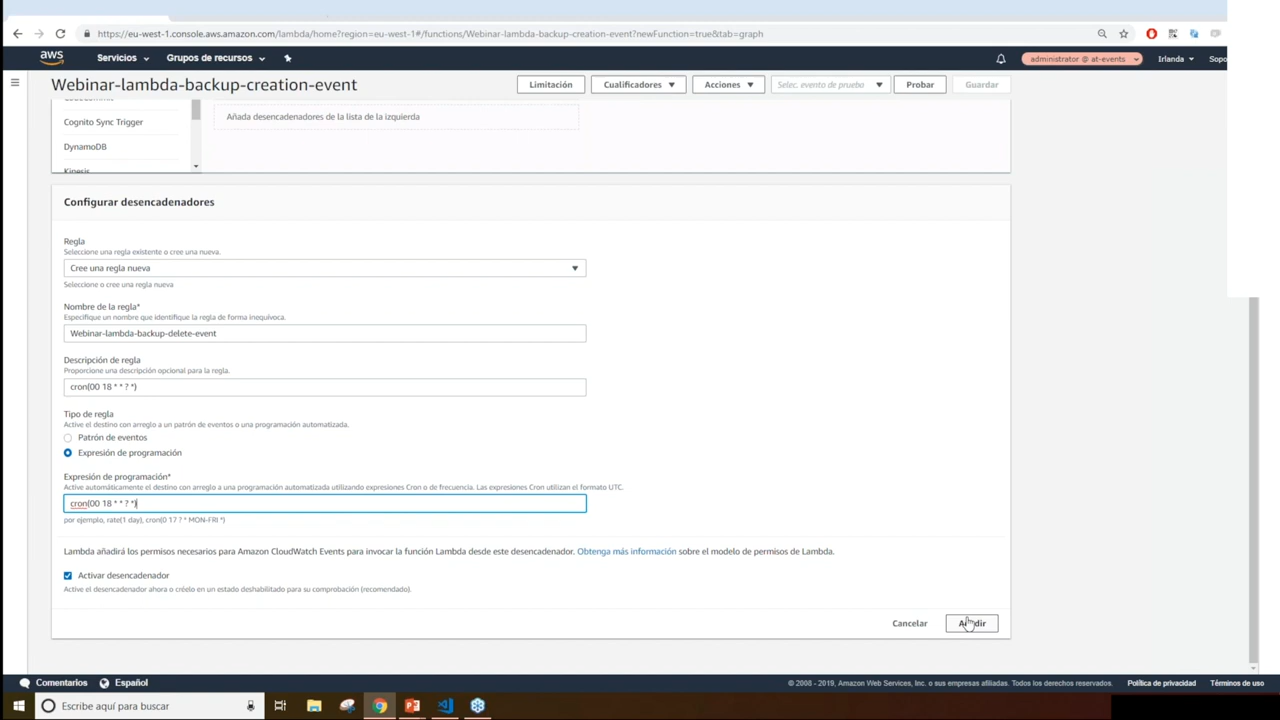 https://eu-west-1.console.aws.amazon.com/lambda/home?region=eu-west-1#/functions/Webinar-lambda-backup-creation-event?newFunction=true&tab=graph
aws Servicios Grupos de recursos administrator @ at-events Irlanda Sopo
Webinar-lambda-backup-creation-event Limitación Cualificadores Acciones Selec. evento de prueba Probar Guardar
Cognito Sync Trigger
Añada desencadenadores de la lista de la izquierda
DynamoDB
Kinesis
Configurar desencadenadores
Regla
Seleccione una regla existente o cree una nueva.
Cree una regla nueva
Seleccione o cree una regla nueva
Nombre de la regla*
Especifique un nombre que identifique la regla de forma inequívoca.
Webinar-lambda-backup-delete-event
Descripción de regla
Proporcione una descripción opcional para la regla.
cron(00 18 * * ? *)
Tipo de regla
Active el destino con arreglo a un patrón de eventos o una programación automatizada.
Patrón de eventos
Expresión de programación
Expresión de programación*
Active automáticamente el destino con arreglo a una programación automatizada utilizando expresiones Cron o de frecuencia. Las expresiones Cron utilizan el formato UTC.
cron(00 18 * * ? *)
por ejemplo, rate(1 day), cron(0 17 ? * MON-FRI *)
Lambda añadirá los permisos necesarios para Amazon CloudWatch Events para invocar la función Lambda desde este desencadenador. Obtenga más información sobre el modelo de permisos de Lambda.
Activar desencadenador
Active el desencadenador ahora o créelo en un estado deshabilitado para su comprobación (recomendado).
Cancelar Añadir
Comentarios Español © 2008 - 2019, Amazon Web Services, Inc. o sus empresas afiliadas. Todos los derechos reservados. Política de privacidad Términos de uso
Escribe aquí para buscar